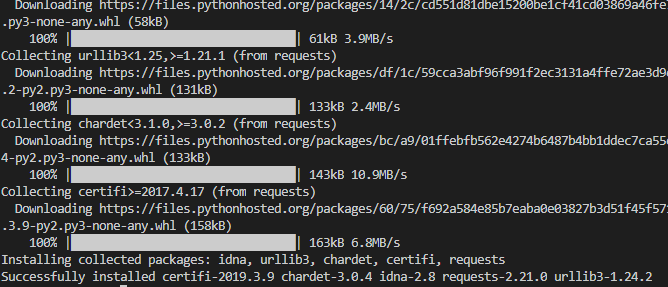 Downloading https://files.pythonhosted.org/packages/14/2c/cd551d81dbe15200be1cf41cd03869a46fe
.py3-none-any.whl (58kB)
100% || 61kB 3.9MB/s
Collecting urllib3<1.25,>=1.21.1 (from requests)
Downloading https://files.pythonhosted.org/packages/df/1c/59cca3abf96f991f2ec3131a4ffe72ae3d9
.2-py2.py3-none-any.whl (131kB)
100% || 133kB 2.4MB/s
Collecting chardet<3.1.0,>=3.0.2 (from requests)
Downloading https://files.pythonhosted.org/packages/bc/a9/01ffebfb562e4274b6487b4bb1ddec7ca55
4-py2.py3-none-any.whl (133kB)
100% || 143kB 10.9MB/s
Collecting certifi>=2017.4.17 (from requests)
Downloading https://files.pythonhosted.org/packages/60/75/f692a584e85b7eaba0e03827b3d51f45f571
.3.9-py2.py3-none-any.whl (158kB)
100% || 163kB 6.8MB/s
Installing collected packages: idna, urllib3, chardet, certifi, requests
Successfully installed certifi-2019.3.9 chardet-3.0.4 idna-2.8 requests-2.21.0 urllib3-1.24.2